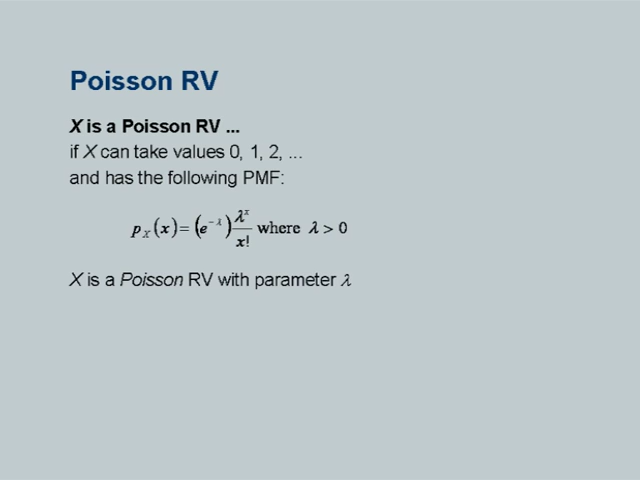 Poisson RV
X is a Poisson RV ...
if X can take values 0, 1, 2, ...
and has the following PMF:
p_X(x)=(e^{-λ})\frac{λ^x}{x!} where λ > 0
X is a Poisson RV with parameter λ